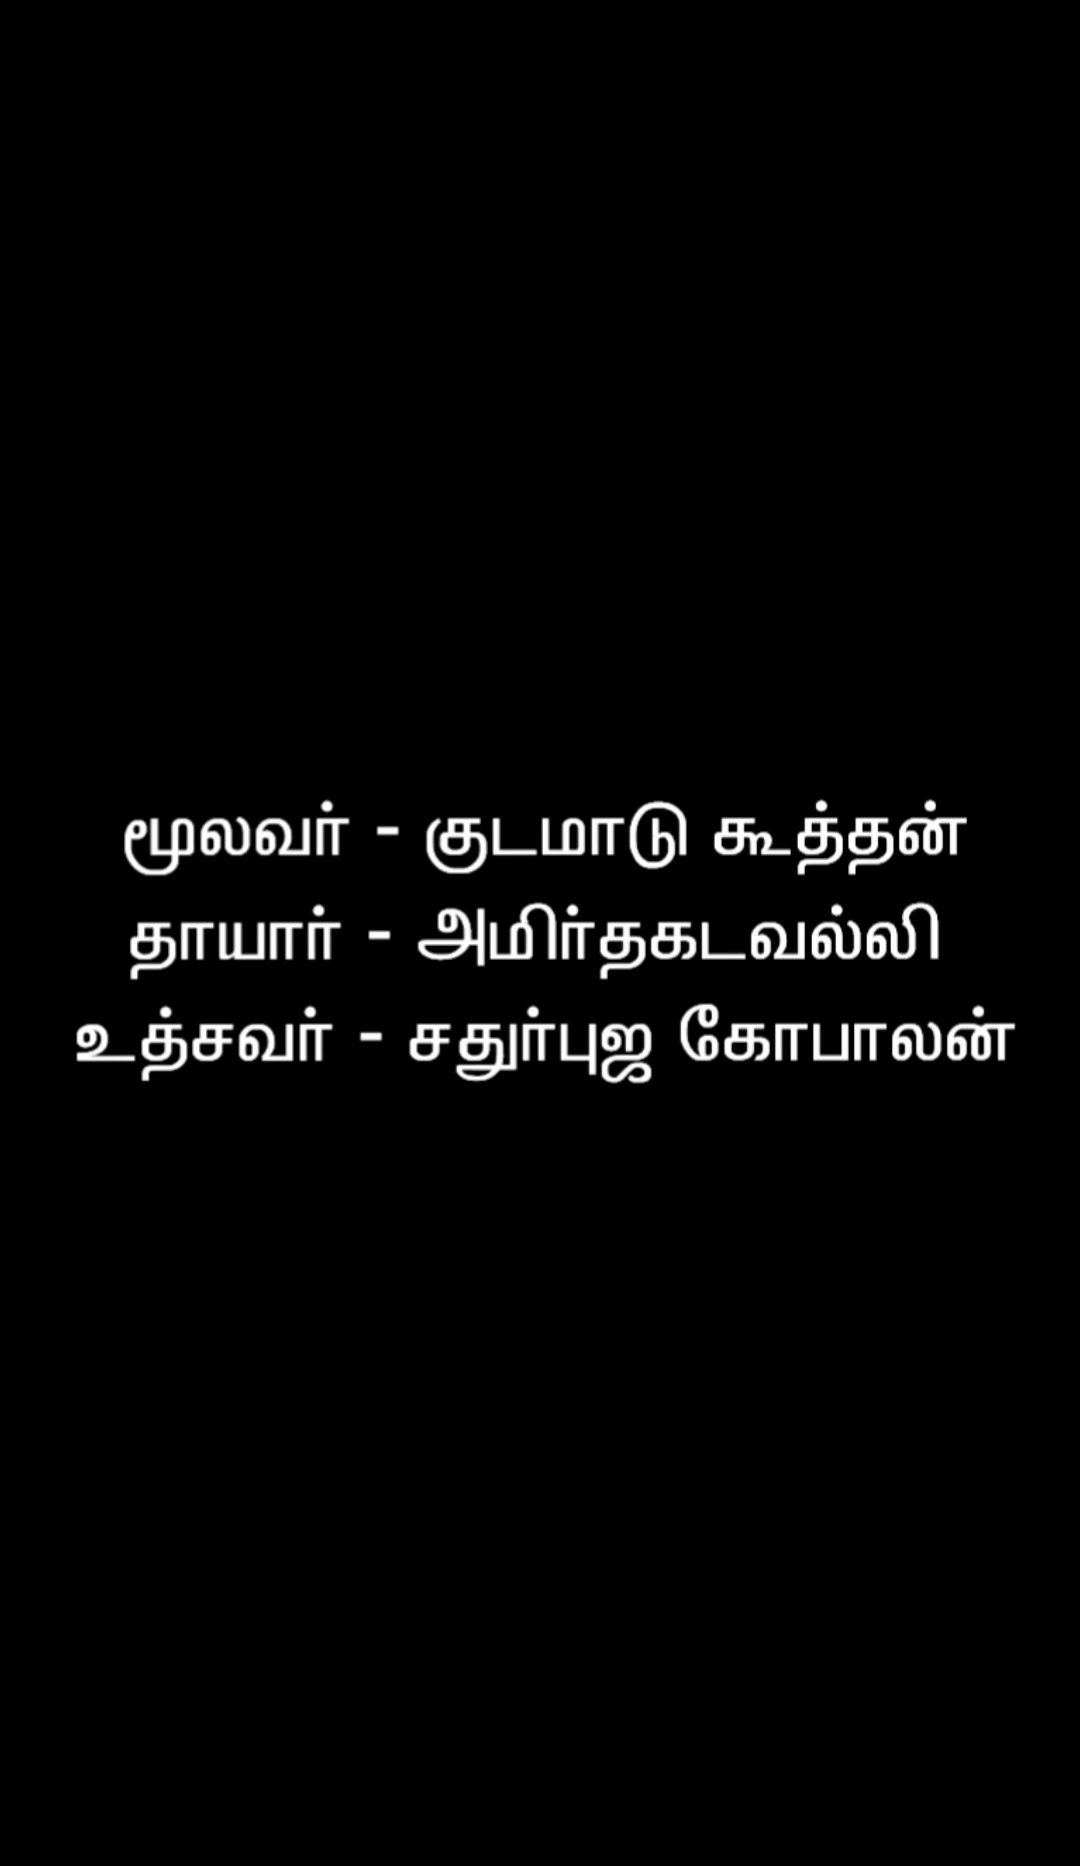 மூலவர் - குடமாடு கூத்தன்
தாயார் - அமிர்தகடவல்லி
உத்சவர் - சதுர்புஜ கோபாலன்